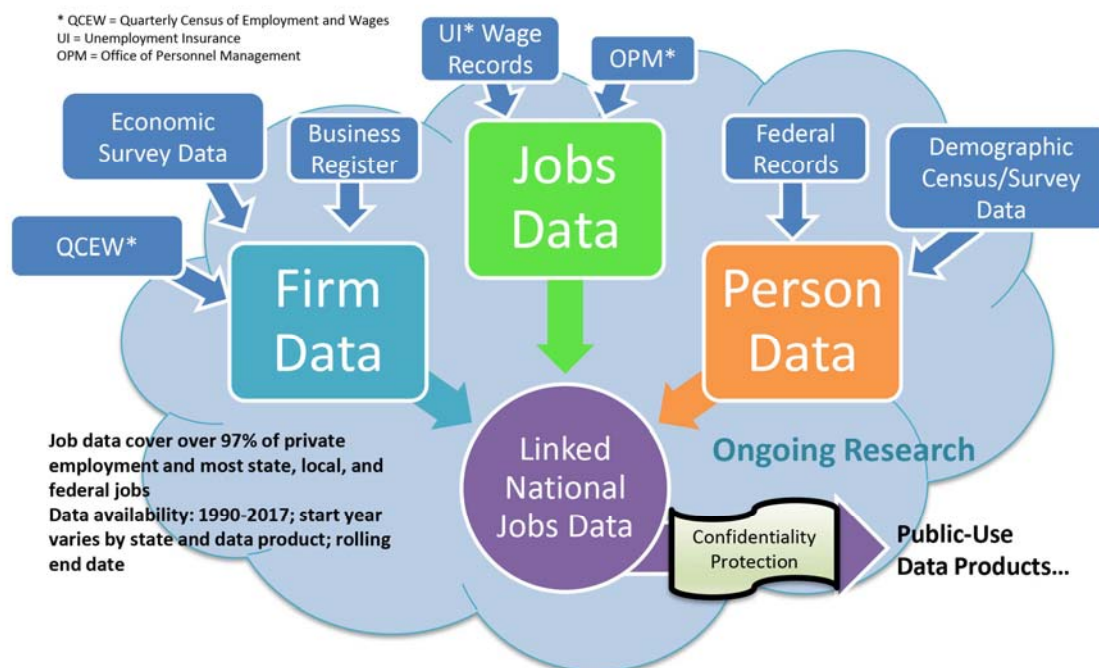 * QCEW = Quarterly Census of Employment and Wages
UI = Unemployment Insurance
OPM = Office of Personnel Management
UI* Wage
Records
OPM*
Economic
Survey Data
Business
Register
Federal
Records
Demographic
Census/Survey
Data
QCEW*
Jobs
Data
Firm
Data
Person
Data
Job data cover over 97% of private
employment and most state, local, and
federal jobs
Data availability: 1990-2017; start year
varies by state and data product; rolling
end date
Linked
National
Jobs Data
Ongoing Research
Confidentiality
Protection
Public-Use
Data Products…